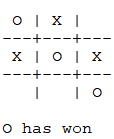 O | X |
---+---+---
X | O | X
---+---+---
  |   | O
O has won